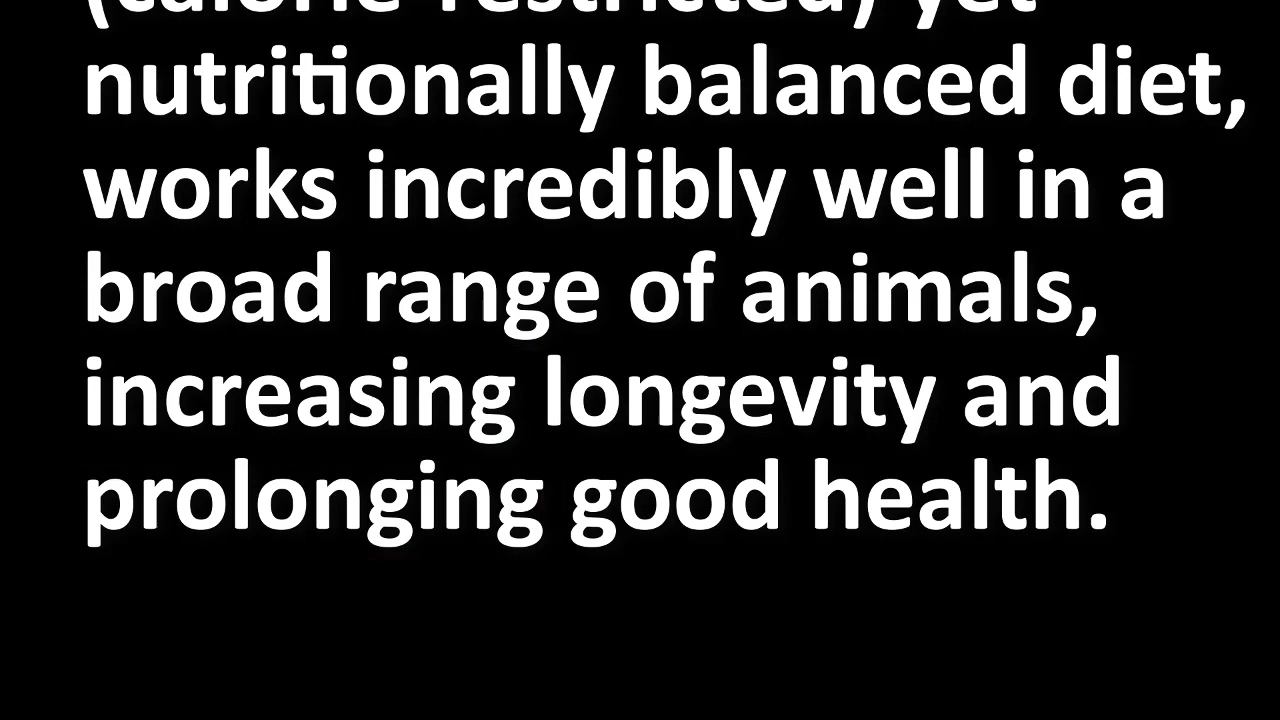 (calorie-restricted) yet
nutritionally balanced diet,
works incredibly well in a
broad range of animals,
increasing longevity and
prolonging good health.